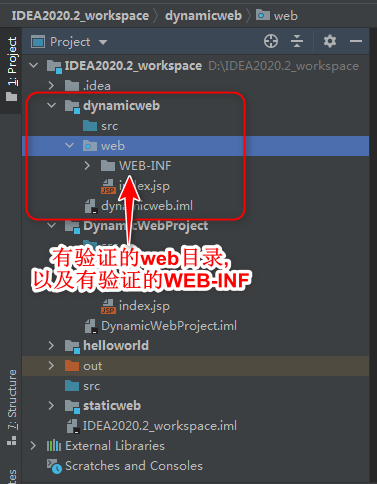 IDEA2020.2_workspace dynamicweb web
1: Project
Project
IDEA2020.2_workspace D:\IDEA2020.2_workspace
.idea
dynamicweb
src
web
WEB-INF
index.jsp
dynamicweb.iml
DynamicWebProject
有验证的web目录,
以及有验证的WEB-INF
index.jsp
DynamicWebProject.iml
helloworld
out
src
staticweb
IDEA2020.2_workspace.iml
External Libraries
Scratches and Consoles
7: Structure